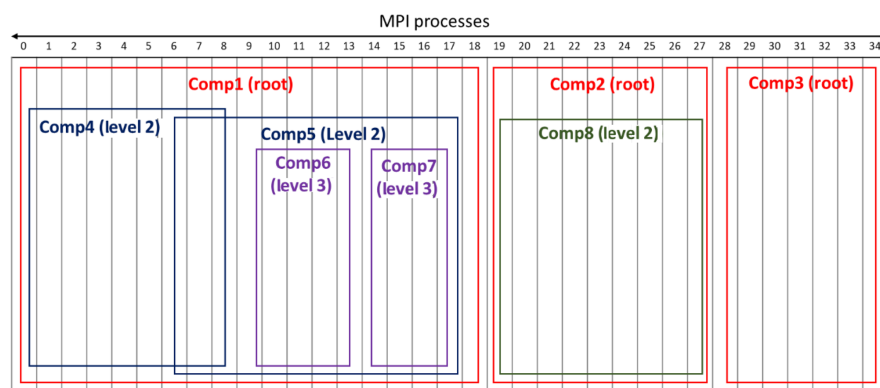 MPI processes
0 1 2 3 4 5 6 7 8 9 10 11 12 13 14 15 16 17 18 19 20 21 22 23 24 25 26 27 28 29 30 31 32 33 34
Comp1 (root) Comp2 (root) Comp3 (root)
Comp4 (level 2) Comp5 (Level 2) Comp8 (level 2)
Comp6 Comp7
(level 3) (level 3)